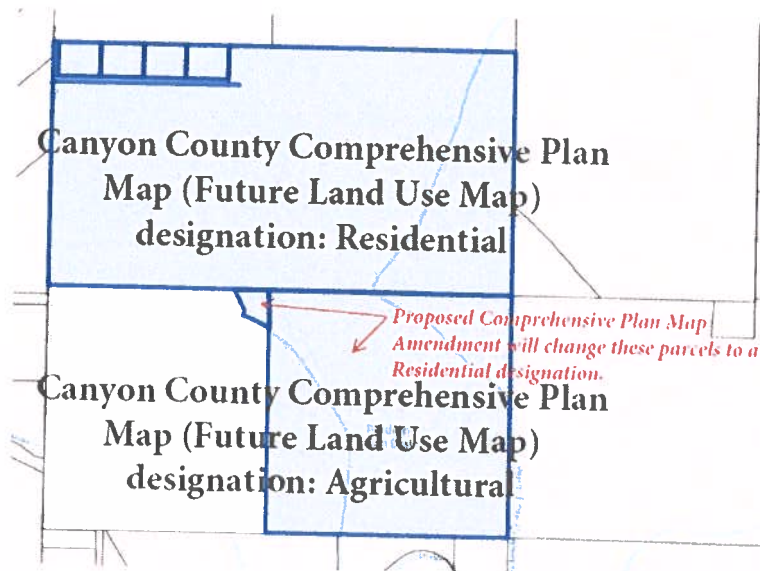 Canyon County Comprehensive Plan
Map (Future Land Use Map)
designation: Residential
Proposed Comprehensive Plan Map
Amendment will change these parcels to a
Residential designation.
Canyon County Comprehensive Plan
Map (Future Land Use Map)
designation: Agricultural